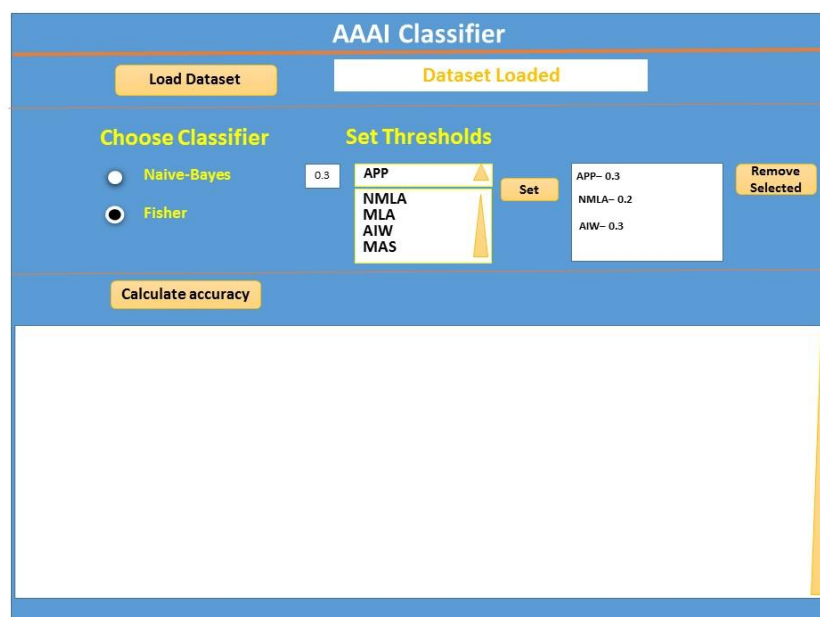 AAAI Classifier
Load Dataset
Dataset Loaded
Choose Classifier
Set Thresholds
Naive-Bayes
Fisher
0.3
APP
NMLA
MLA
AIW
MAS
Set
APP– 0.3
NMLA– 0.2
AIW– 0.3
Remove
Selected
Calculate accuracy